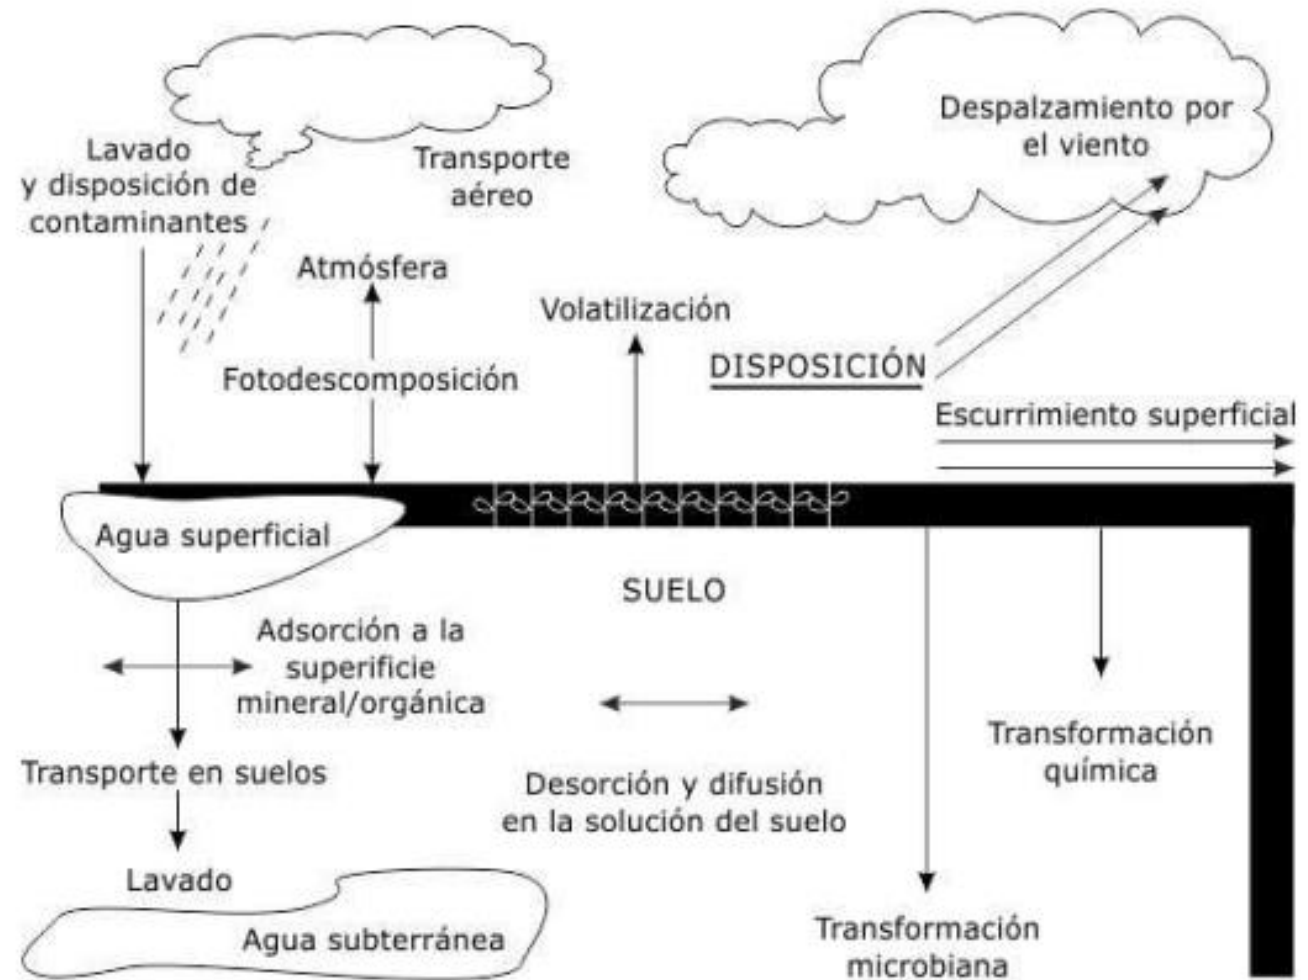 Despalzamiento por
el viento
Lavado
y disposición de
contaminantes
Transporte
aéreo
Atmósfera
Volatilización
Fotodescomposición
DISPOSICIÓN
Escurrimiento superficial
Agua superficial
SUELO
Adsorción a la
superificie
mineral/orgánica
Transporte en suelos
Desorción y difusión
en la solución del suelo
Transformación
química
Lavado
Agua subterránea
Transformación
microbiana